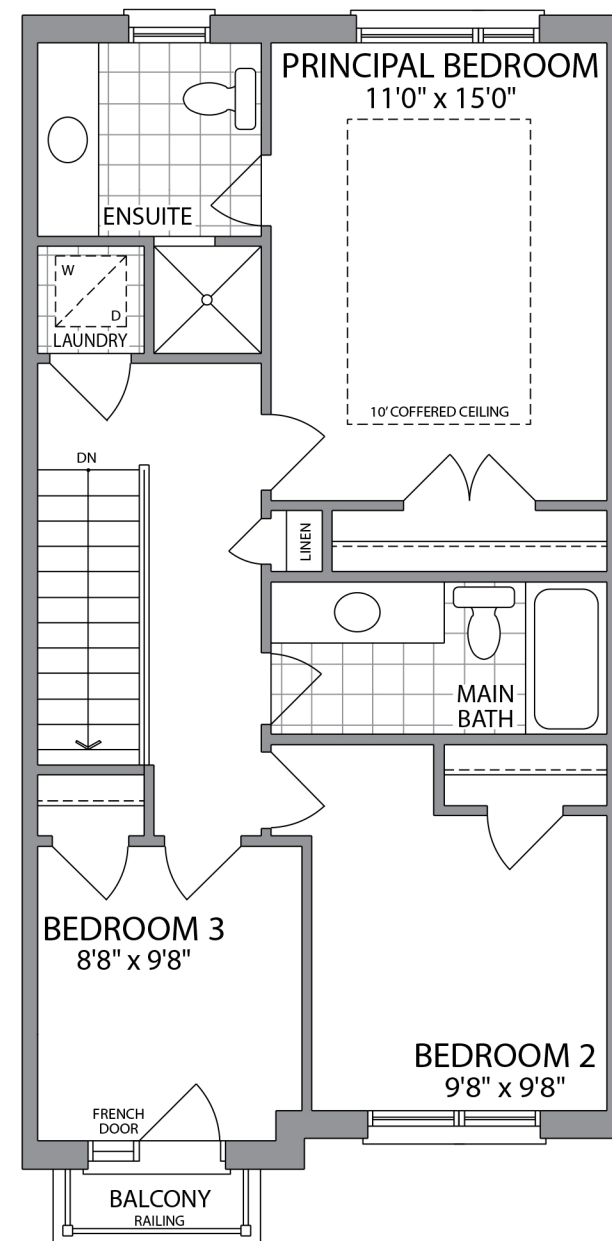 PRINCIPAL BEDROOM
11'0" x 15'0"
ENSUITE
W
D
LAUNDRY
10' COFFERED CEILING
DN
LINEN
MAIN
BATH
BEDROOM 3
8'8" x 9'8"
BEDROOM 2
9'8" x 9'8"
FRENCH
DOOR
BALCONY
RAILING